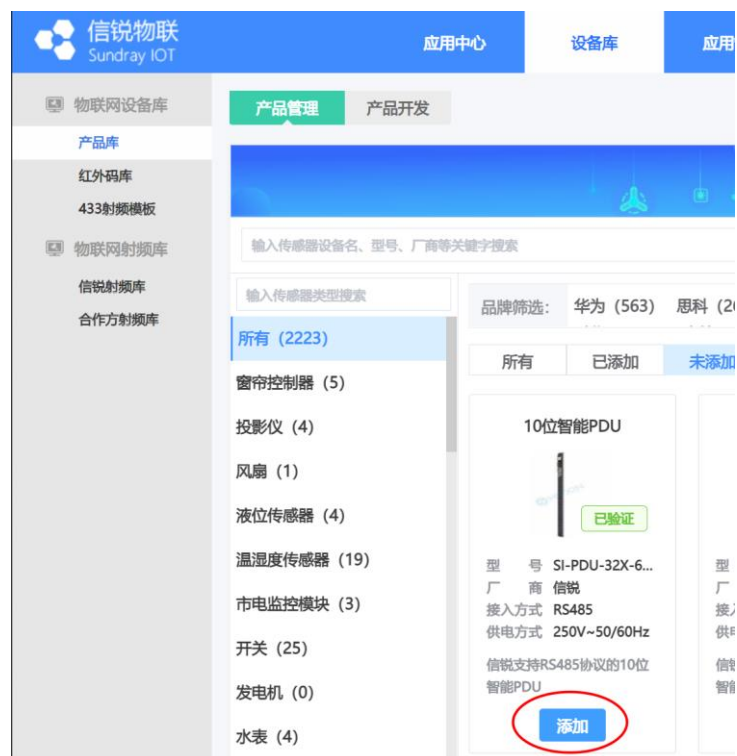 信锐物联
Sundray IOT
应用中心
设备库
应用
物联网设备库
产品库
红外码库
433射频模板
物联网射频库
信锐射频库
合作方射频库
产品管理
产品开发
输入传感器设备名、型号、厂商等关键字搜索
输入传感器类型搜索
所有（2223）
窗帘控制器（5）
投影仪（4）
风扇（1）
液位传感器（4）
温湿度传感器（19）
市电监控模块（3）
开关（25）
发电机（0）
水表（4）
品牌筛选： 华为（563） 思科（2
所有
已添加
未添加
10位智能PDU
已验证
型 号 SI-PDU-32X-6...
厂 商 信锐
接入方式 RS485
供电方式 250V~50/60Hz
信锐支持RS485协议的10位
智能PDU
添加
型
厂
接
供
信
智